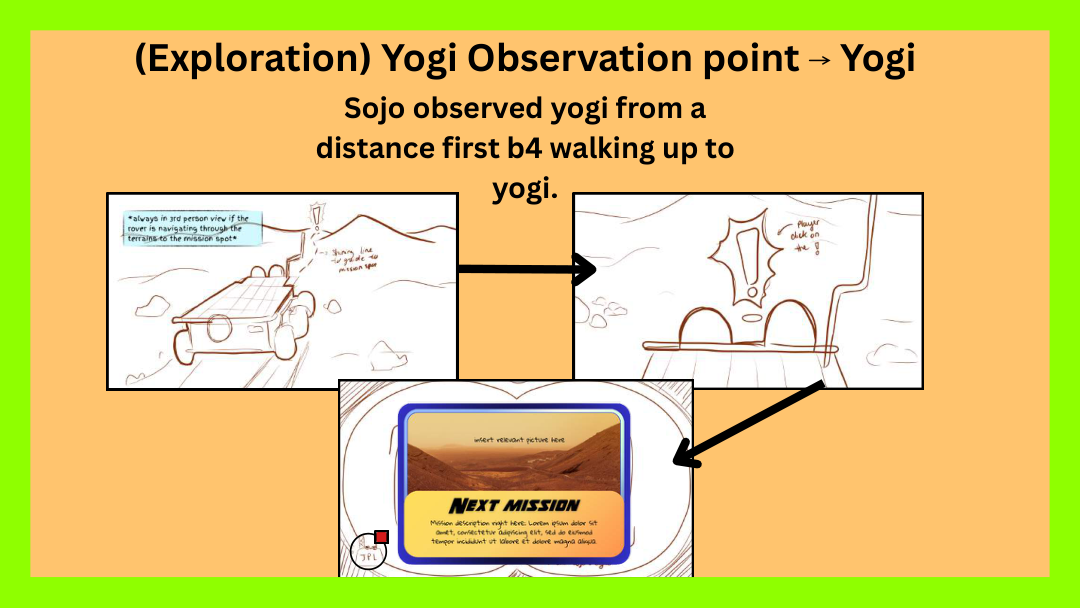 (Exploration) Yogi Observation point → Yogi
Sojo observed yogi from a
distance first b4 walking up to
yogi.
*always in 3rd person view if the
rover is navigating through the
terrains to the mission spot*
Shining line
to guide to
mission spot
Player
click on
the !
insert relevant picture here
NEXT MISSION
Mission description right here: Lorem ipsum dolor sit
amet, consectetur adipiscing elit, sed do eiusmod
tempor incididunt ut labore et dolore magna aliqua.
JPL